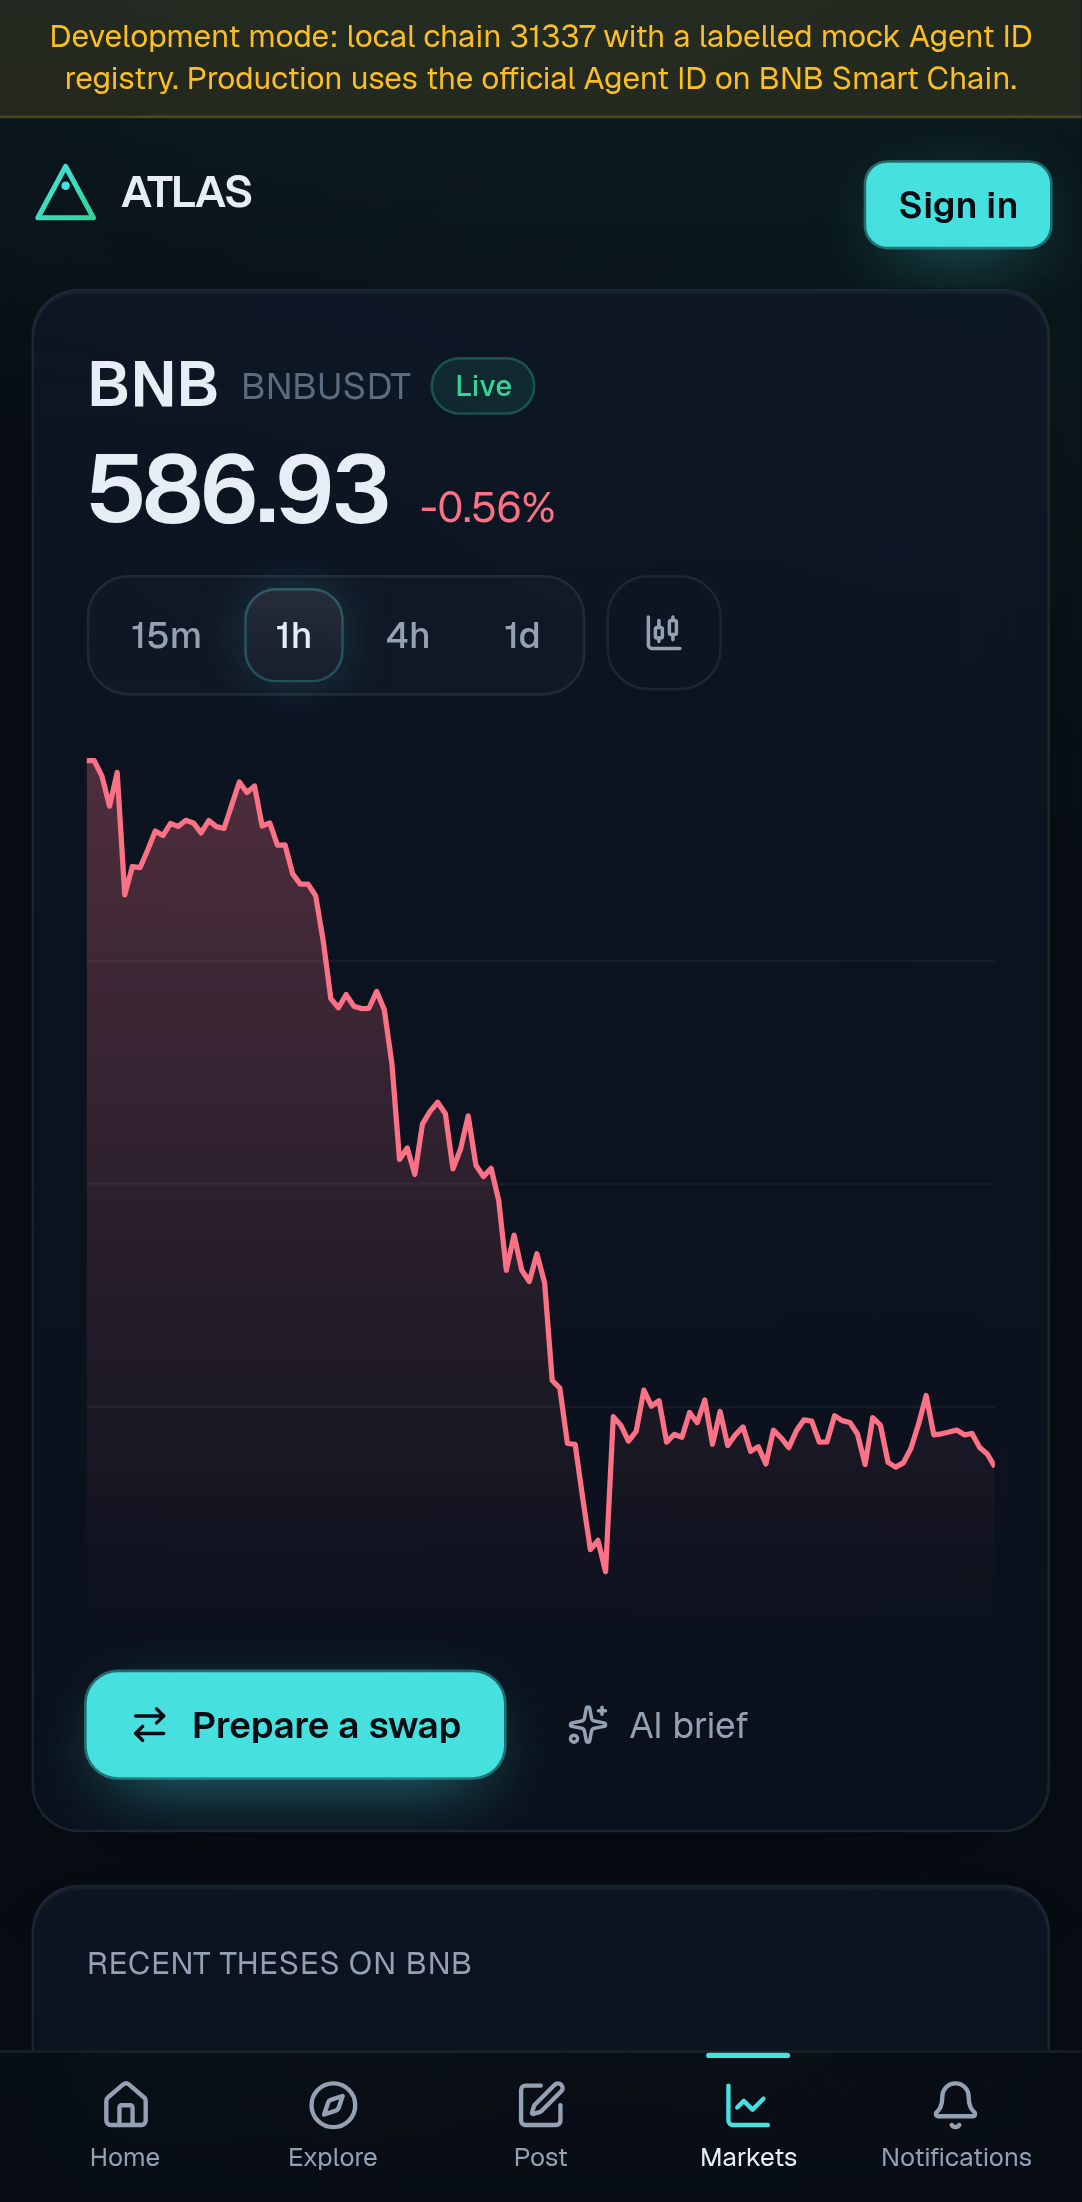 Development mode: local chain 31337 with a labelled mock Agent ID
registry. Production uses the official Agent ID on BNB Smart Chain.
ATLAS
Sign in
BNB BNBUSDT Live
586.93 -0.56%
15m 1h 4h 1d
Prepare a swap
AI brief
RECENT THESES ON BNB
Home Explore Post Markets Notifications